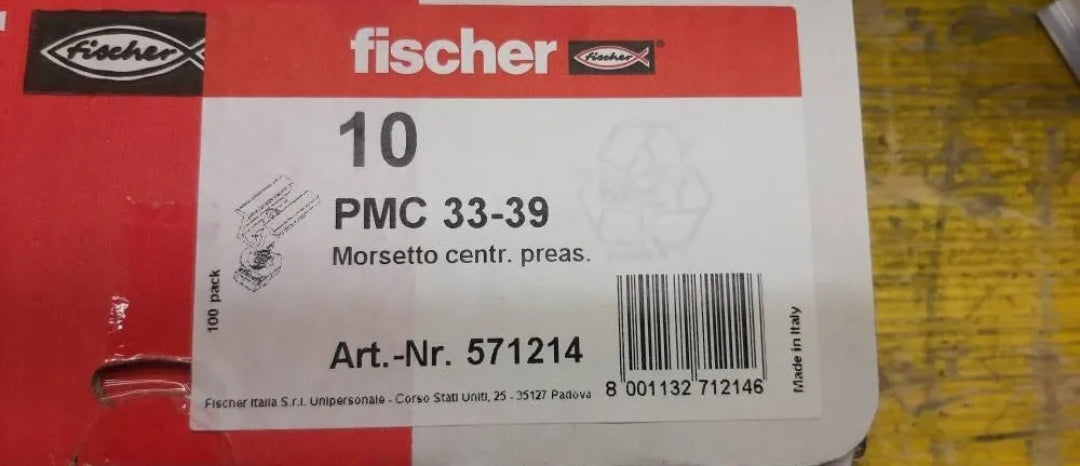 fischer
fischer fischer
10
PMC 33-39
Morsetto centr. preas.
100 pack
Art.-Nr. 571214
8 001132 712146
Made in Italy
Fischer Italia S.r.l. Unipersonale - Corso Stati Uniti, 25 - 35127 Padova